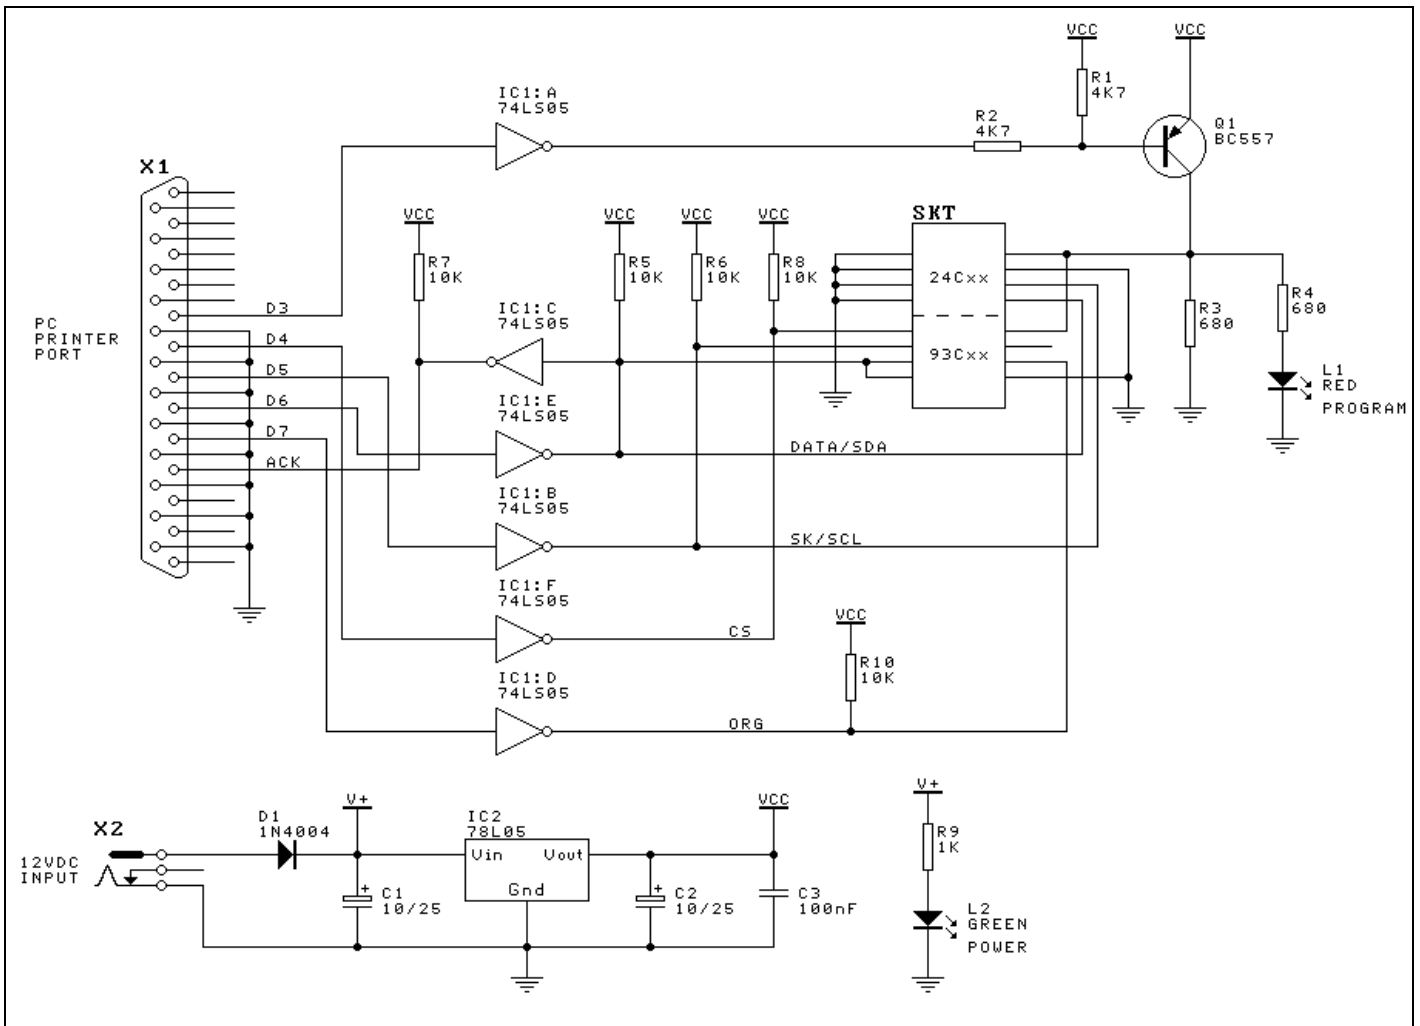 VCC
VCC
IC1:A
74LS05
R1
4K7
R2
4K7
Q1
BC557
X1
VCC
VCC
VCC
VCC
SKT
R7
10K
R5
10K
R6
10K
R8
10K
24Cxx
D3
IC1:C
74LS05
R3
680
R4
680
PC
PRINTER
PORT
D4
93Cxx
D5
L1
RED
PROGRAM
D6
IC1:E
74LS05
D7
DATA/SDA
ACK
IC1:B
74LS05
SK/SCL
IC1:F
74LS05
CS
VCC
IC1:D
74LS05
R10
10K
ORG
V+
VCC
V+
X2
D1
1N4004
IC2
78L05
R9
1K
12VDC
INPUT
Vin
Vout
Gnd
+
C1
10/25
+
C2
10/25
C3
100nF
L2
GREEN
POWER